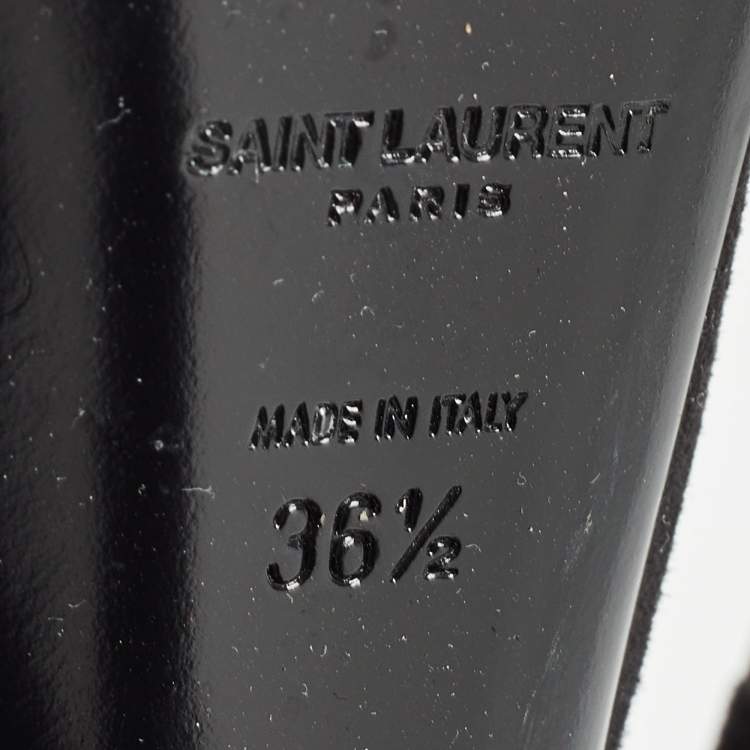 SAINT LAURENT
PARIS
MADE IN ITALY
36½